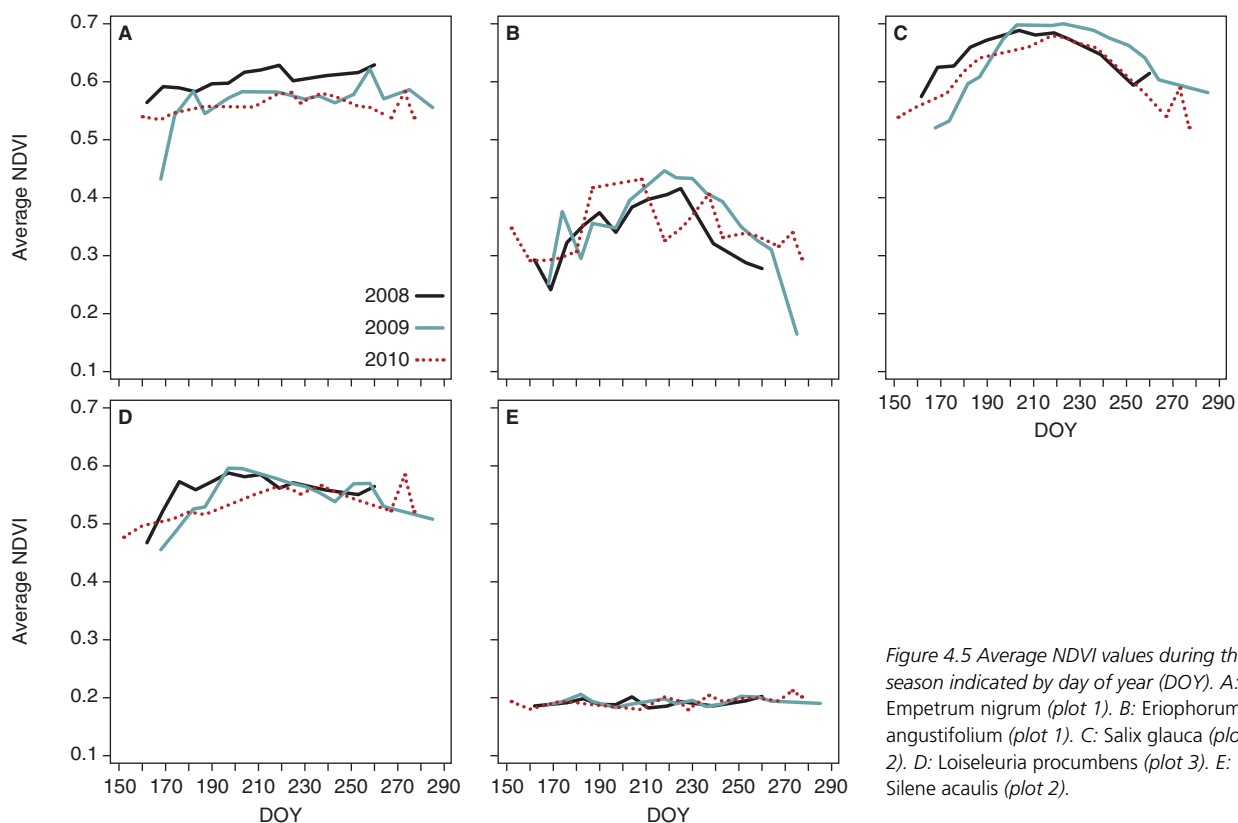 A
B
C
0.7
0.6
0.5
0.4
0.3
0.2
0.1
Average NDVI
2008
2009
2010
150 170 190 210 230 250 270 290
DOY
D
E
0.7
0.6
0.5
0.4
0.3
0.2
0.1
Average NDVI
150 170 190 210 230 250 270 290
DOY
150 170 190 210 230 250 270 290
DOY
Figure 4.5 Average NDVI values during th
season indicated by day of year (DOY). A:
Empetrum nigrum (plot 1). B: Eriophorum
angustifolium (plot 1). C: Salix glauca (plo
2). D: Loiseleuria procumbens (plot 3). E:
Silene acaulis (plot 2).